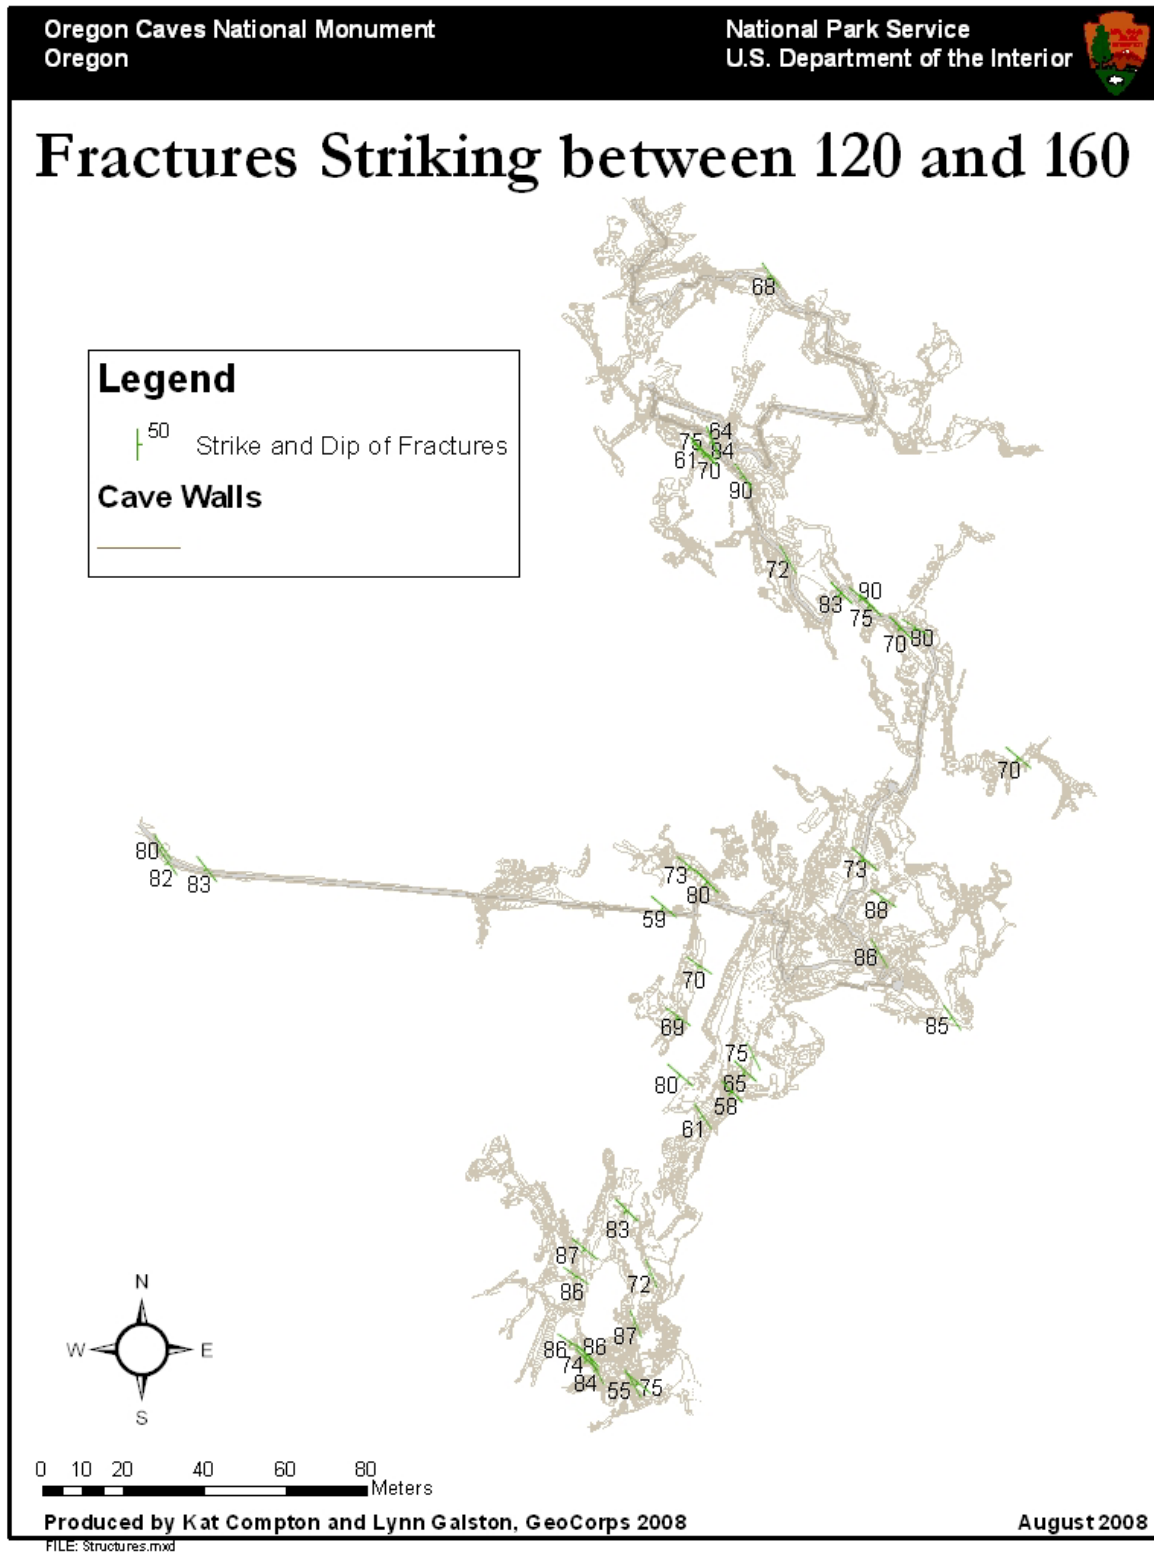 Oregon Caves National Monument
Oregon
National Park Service
U.S. Department of the Interior
Fractures Striking between 120 and 160
68
Legend
50
Strike and Dip of Fractures
Cave Walls
64
75
84
61
70
90
72
90
83
75
70
80
70
80
82
83
73
80
59
73
88
86
70
69
85
75
80
65
58
61
83
87
86
72
87
86
86
74
84
55
75
N
W
E
S
0 10 20 40 60 80
Meters
Produced by Kat Compton and Lynn Galston, GeoCorps 2008
August 2008
FILE: Structures.mxd